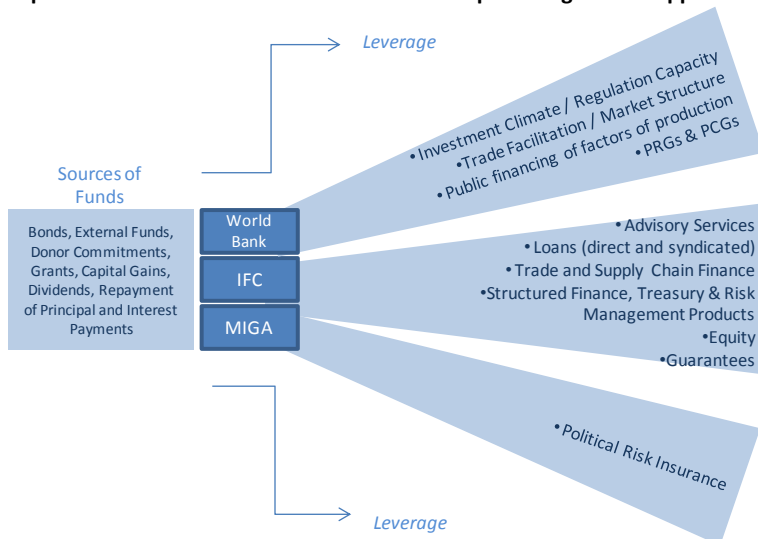 Leverage
• Investment Climate / Regulation Capacity
•Trade Facilitation / Market Structure
• Public financing of factors of production
• PRGs & PCGs
Sources of
Funds
Bonds, External Funds,
Donor Commitments,
Grants, Capital Gains,
Dividends, Repayment
of Principal and Interest
Payments
World
Bank
IFC
MIGA
• Advisory Services
• Loans (direct and syndicated)
• Trade and Supply Chain Finance
•Structured Finance, Treasury & Risk
Management Products
•Equity
•Guarantees
• Political Risk Insurance
Leverage